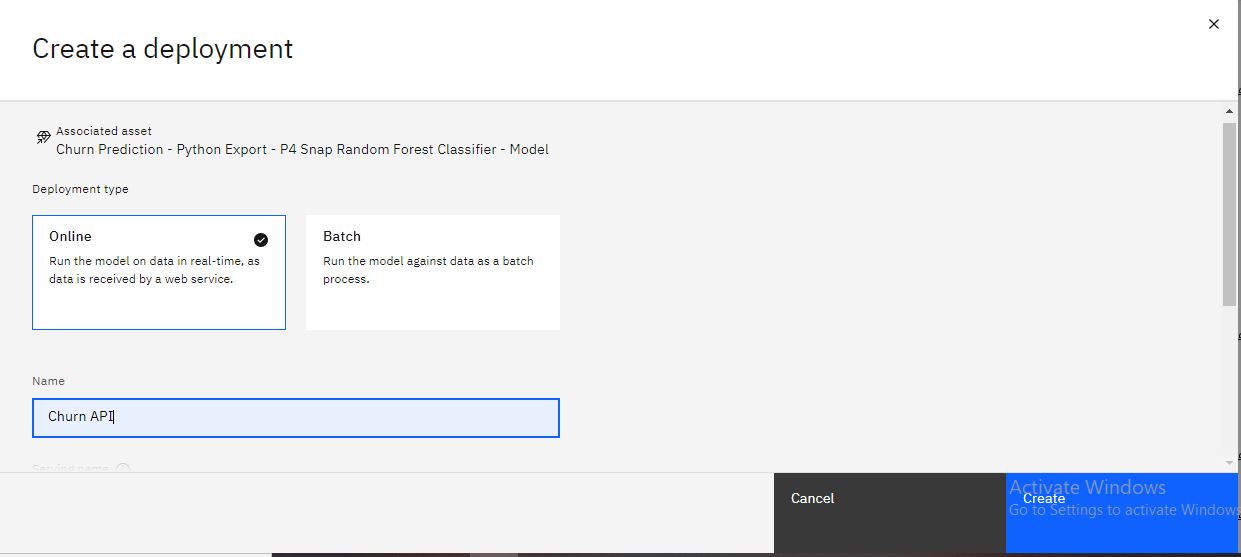 Create a deployment
Associated asset
Churn Prediction - Python Export - P4 Snap Random Forest Classifier - Model
Deployment type
Online
Run the model on data in real-time, as
data is received by a web service.
Batch
Run the model against data as a batch
process.
Name
Churn API
Serving name
Cancel
Create
Activate Windows
Go to Settings to activate Windows